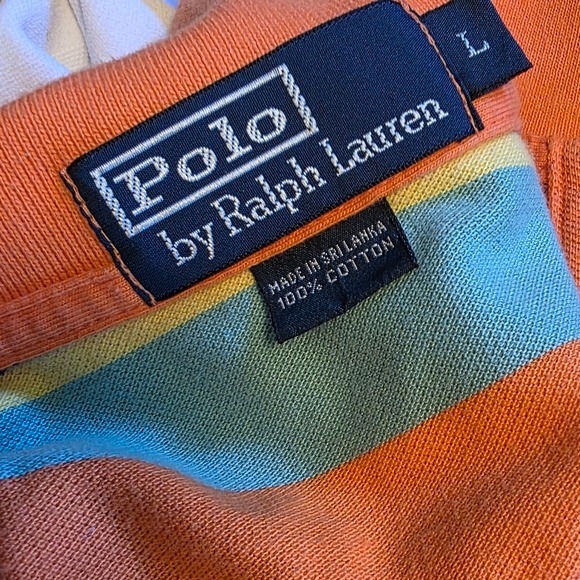 Polo
by Ralph Lauren
L
MADE IN SRI LANKA
100% COTTON